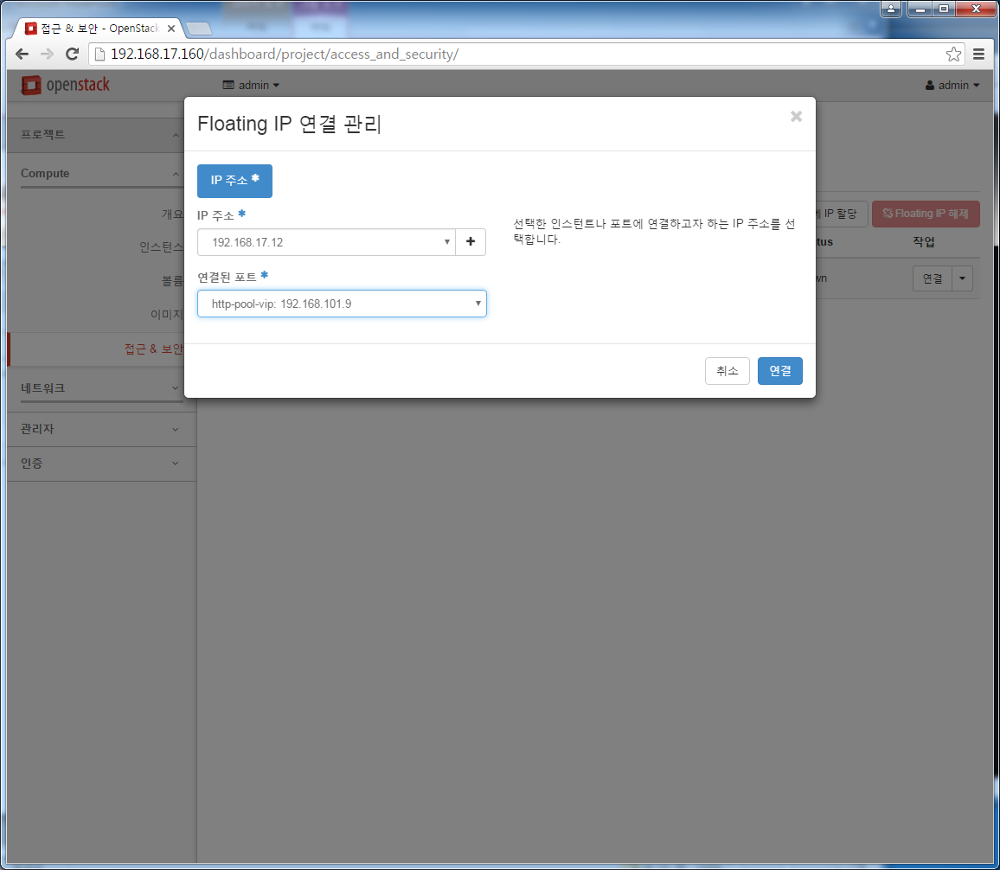 접근 & 보안 - OpenStack
192.168.17.160/dashboard/project/access_and_security/
openstack
admin
admin
Floating IP 연결 관리
IP 주소 *
IP 주소 *
192.168.17.12
선택한 인스턴트나 포트에 연결하고자 하는 IP 주소를 선
택합니다.
연결된 포트 *
http-pool-vip: 192.168.101.9
취소
연결
프로젝트
Compute
개요
인스턴스
볼륨
이미지
접근 & 보안
네트워크
관리자
인증
IP 할당
Floating IP 해제
작업
연결